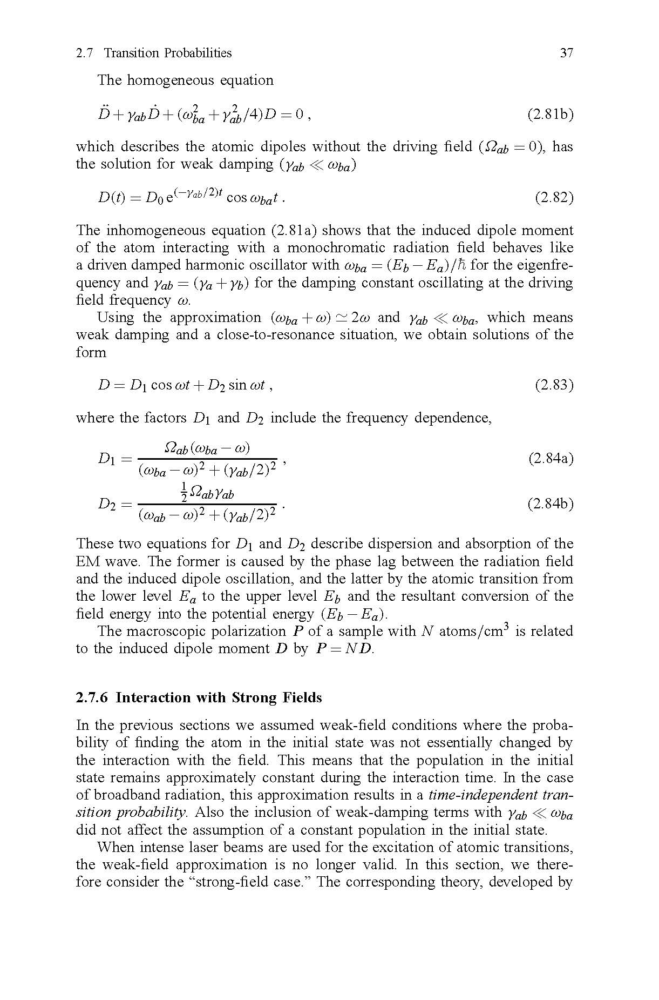 2.7 Transition Probabilities 37
The homogeneous equation
D̈ + γ_ab Ḋ + (ω²_ba + γ²_ab/4)D = 0 , (2.81b)
which describes the atomic dipoles without the driving field (Ω_ab = 0), has
the solution for weak damping (γ_ab ≪ ω_ba)
D(t) = D₀ e^{(−γ_ab/2)t} cos ω_ba t . (2.82)
The inhomogeneous equation (2.81a) shows that the induced dipole moment
of the atom interacting with a monochromatic radiation field behaves like
a driven damped harmonic oscillator with ω_ba = (E_b − E_a)/ℏ for the eigenfre-
quency and γ_ab = (γ_a + γ_b) for the damping constant oscillating at the driving
field frequency ω.
Using the approximation (ω_ba + ω) ≃ 2ω and γ_ab ≪ ω_ba, which means
weak damping and a close-to-resonance situation, we obtain solutions of the
form
D = D₁ cos ωt + D₂ sin ωt , (2.83)
where the factors D₁ and D₂ include the frequency dependence,
D₁ = Ω_ab(ω_ba − ω) / ((ω_ba − ω)² + (γ_ab/2)²) , (2.84a)
D₂ = ½Ω_ab γ_ab / ((ω_ab − ω)² + (γ_ab/2)²) . (2.84b)
These two equations for D₁ and D₂ describe dispersion and absorption of the
EM wave. The former is caused by the phase lag between the radiation field
and the induced dipole oscillation, and the latter by the atomic transition from
the lower level E_a to the upper level E_b and the resultant conversion of the
field energy into the potential energy (E_b − E_a).
The macroscopic polarization P of a sample with N atoms/cm³ is related
to the induced dipole moment D by P = ND.
2.7.6 Interaction with Strong Fields
In the previous sections we assumed weak-field conditions where the proba-
bility of finding the atom in the initial state was not essentially changed by
the interaction with the field. This means that the population in the initial
state remains approximately constant during the interaction time. In the case
of broadband radiation, this approximation results in a time-independent tran-
sition probability. Also the inclusion of weak-damping terms with γ_ab ≪ ω_ba
did not affect the assumption of a constant population in the initial state.
When intense laser beams are used for the excitation of atomic transitions,
the weak-field approximation is no longer valid. In this section, we there-
fore consider the “strong-field case.” The corresponding theory, developed by